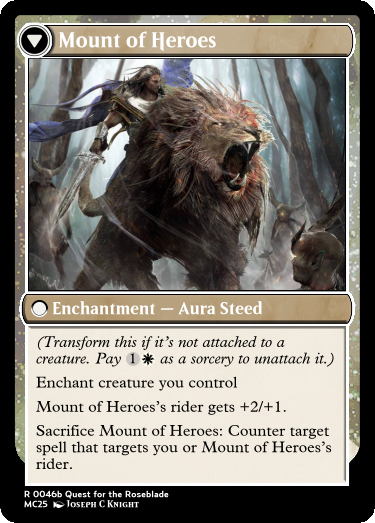 Mount of Heroes
Enchantment — Aura Steed
(Transform this if it's not attached to a
creature. Pay 1 as a sorcery to unattach it.)
Enchant creature you control
Mount of Heroes's rider gets +2/+1.
Sacrifice Mount of Heroes: Counter target
spell that targets you or Mount of Heroes's
rider.
R 0046b Quest for the Roseblade
MC25 Joseph C Knight